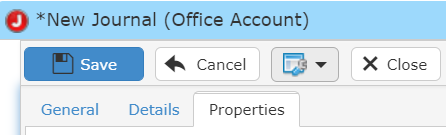 J *New Journal (Office Account)
Save Cancel Close
General Details Properties